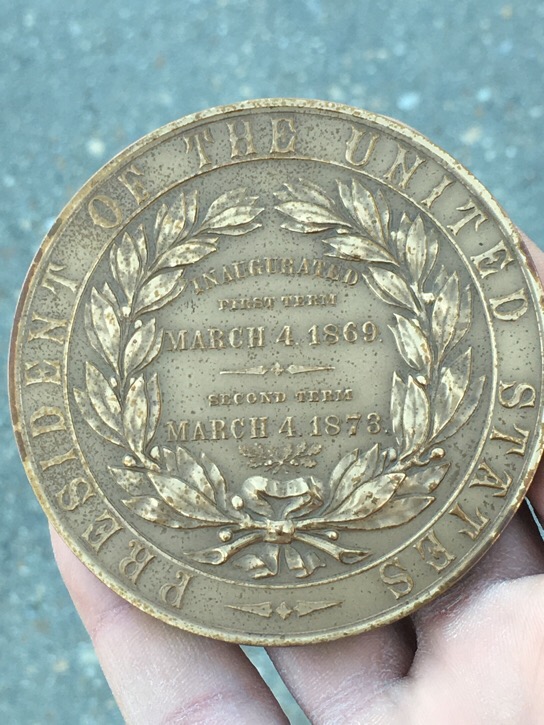 PRESIDENT OF THE UNITED STATES
INAUGURATED
FIRST TERM
MARCH 4. 1869.
SECOND TERM
MARCH 4. 1873.